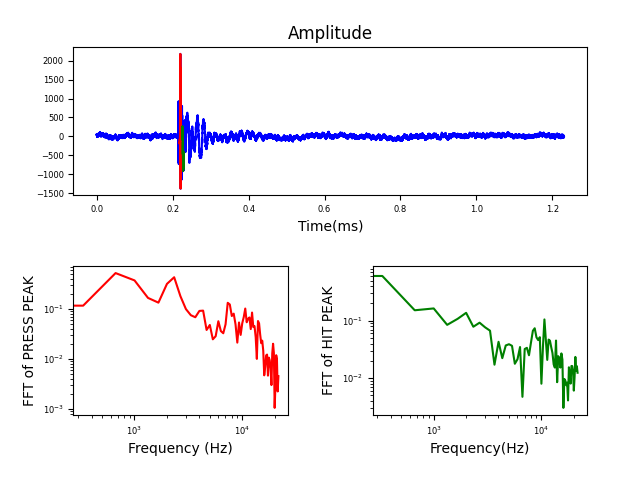 Amplitude
2000
1500
1000
500
0
−500
−1000
−1500
0.0 0.2 0.4 0.6 0.8 1.0 1.2
Time(ms)
FFT of PRESS PEAK
10⁻¹
10⁻²
10⁻³
10³ 10⁴
Frequency (Hz)
FFT of HIT PEAK
10⁻¹
10⁻²
10³ 10⁴
Frequency(Hz)